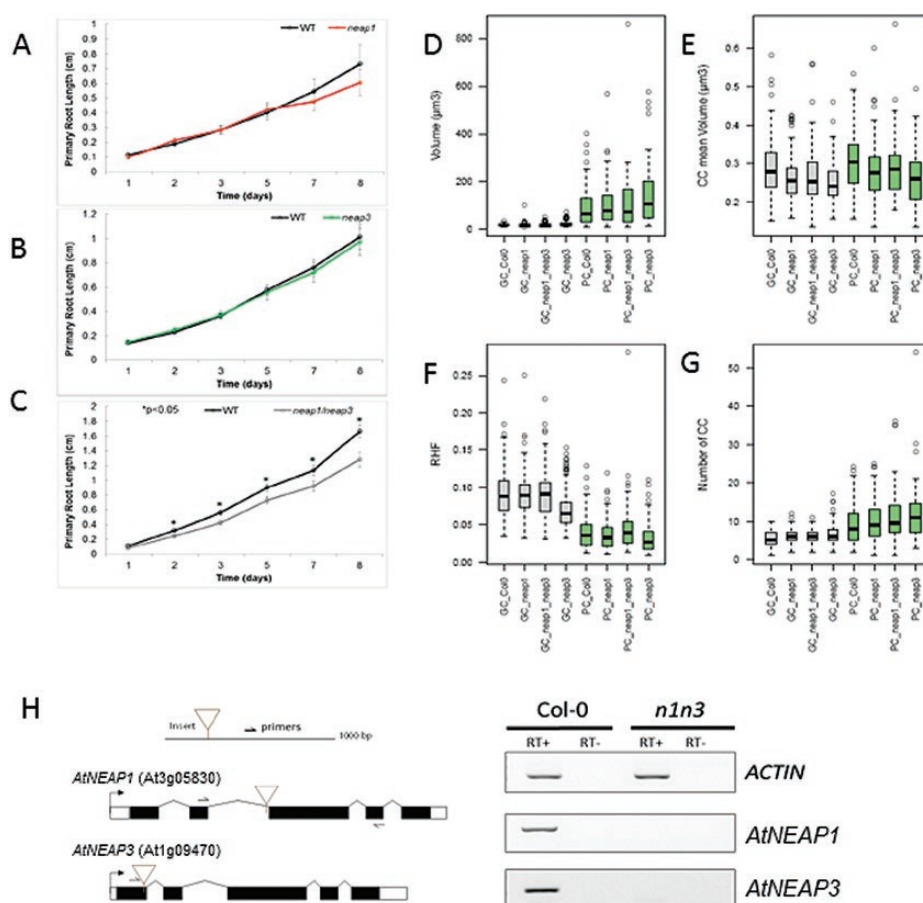 A
WT neap1
Primary Root Length (cm)
1
0.9
0.8
0.7
0.6
0.5
0.4
0.3
0.2
0.1
0
1 2 3 5 7 8
Time (days)
B
WT neap3
Primary Root Length (cm)
1.2
1
0.8
0.6
0.4
0.2
0
1 2 3 5 7 8
Time (days)
C
*p<0.05 WT neap1/neap3
Primary Root Length (cm)
2
1.8
1.6
1.4
1.2
1
0.8
0.6
0.4
0.2
0
* * * * *
1 2 3 5 7 8
Time (days)
D
Volume (µm3)
800
600
400
200
0
GC_Col0
GC_neap1
GC_neap1_neap3
GC_neap3
PC_Col0
PC_neap1
PC_neap1_neap3
PC_neap3
E
CC mean Volume (µm3)
0.6
0.5
0.4
0.3
0.2
GC_Col0
GC_neap1
GC_neap1_neap3
GC_neap3
PC_Col0
PC_neap1
PC_neap1_neap3
PC_neap3
F
RHF
0.25
0.20
0.15
0.10
0.05
0.00
GC_Col0
GC_neap1
GC_neap1_neap3
GC_neap3
PC_Col0
PC_neap1
PC_neap1_neap3
PC_neap3
G
Number of CC
50
40
30
20
10
0
GC_Col0
GC_neap1
GC_neap1_neap3
GC_neap3
PC_Col0
PC_neap1
PC_neap1_neap3
PC_neap3
H
Insert primers
1000 bp
AtNEAP1 (At3g05830)
AtNEAP3 (At1g09470)
Col-0 n1n3
RT+ RT- RT+ RT-
ACTIN
AtNEAP1
AtNEAP3